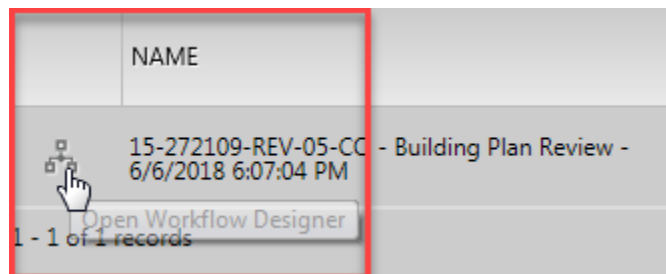 NAME
15-272109-REV-05-CC - Building Plan Review -
6/6/2018 6:07:04 PM
Open Workflow Designer
1 - 1 of 1 records